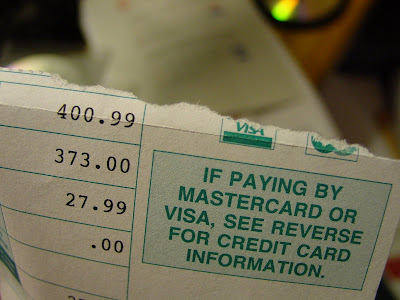 400.99
373.00
27.99
.00
VISA
IF PAYING BY
MASTERCARD OR
VISA, SEE REVERSE
FOR CREDIT CARD
INFORMATION.